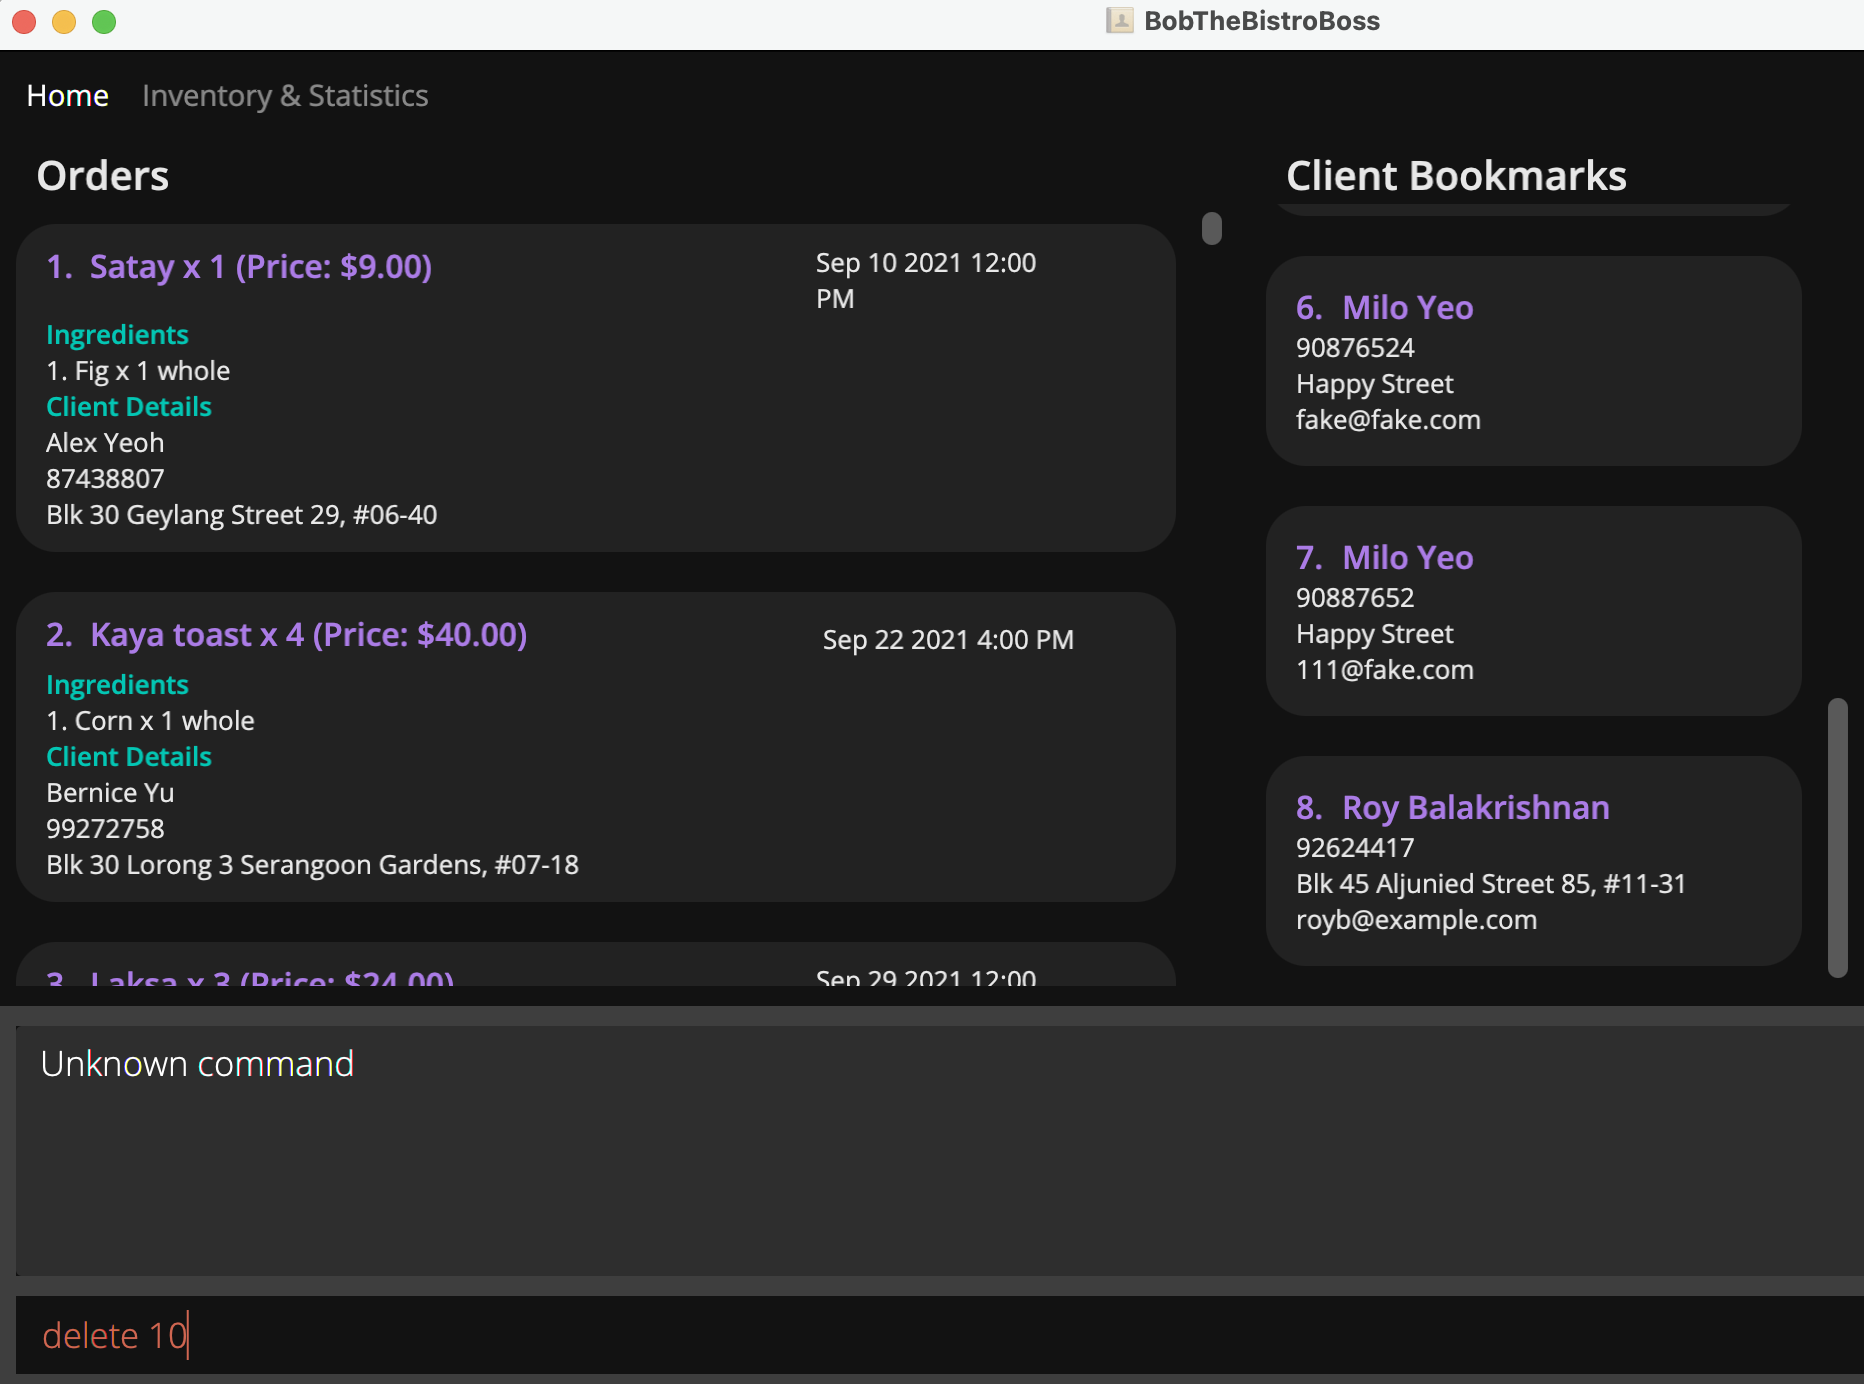 BobTheBistroBoss
Home
Inventory & Statistics
Orders
1. Satay x 1 (Price: $9.00)
Sep 10 2021 12:00
PM
Ingredients
1. Fig x 1 whole
Client Details
Alex Yeoh
87438807
Blk 30 Geylang Street 29, #06-40
2. Kaya toast x 4 (Price: $40.00)
Sep 22 2021 4:00 PM
Ingredients
1. Corn x 1 whole
Client Details
Bernice Yu
99272758
Blk 30 Lorong 3 Serangoon Gardens, #07-18
3. Laksa x 3 (Price: $24.00)
Sep 29 2021 12:00
Client Bookmarks
6. Milo Yeo
90876524
Happy Street
fake@fake.com
7. Milo Yeo
90887652
Happy Street
111@fake.com
8. Roy Balakrishnan
92624417
Blk 45 Aljunied Street 85, #11-31
royb@example.com
Unknown command
delete 10